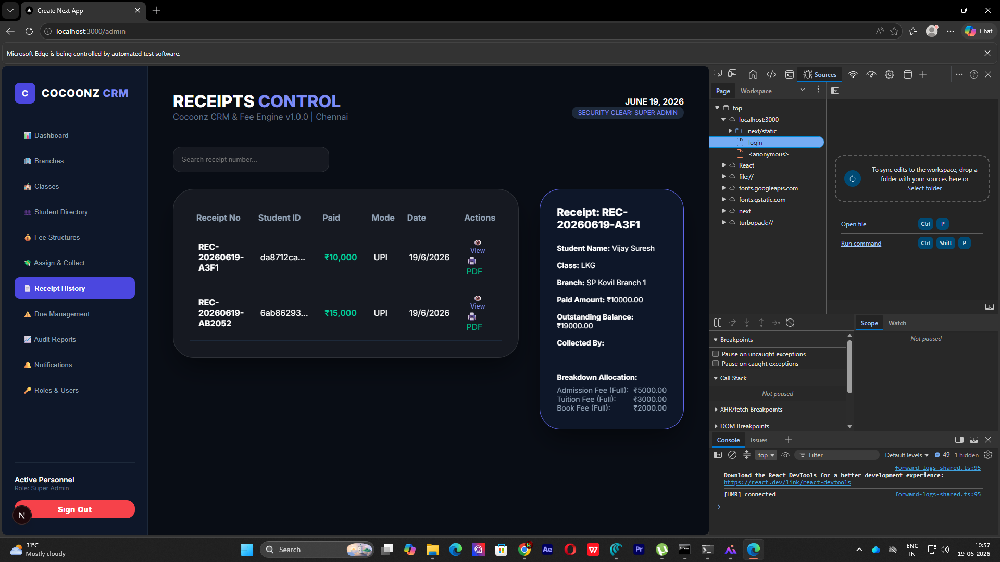 Create Next App
localhost:3000/admin
Chat
Microsoft Edge is being controlled by automated test software.
C
COCOONZ CRM
Dashboard
Branches
Classes
Student Directory
Fee Structures
Assign & Collect
Receipt History
Due Management
Audit Reports
Notifications
Roles & Users
Active Personnel
Role: Super Admin
Sign Out
N
RECEIPTS CONTROL
Cocoonz CRM & Fee Engine v1.0.0 | Chennai
JUNE 19, 2026
SECURITY CLEAR: SUPER ADMIN
Search receipt number...
Receipt No Student ID Paid Mode Date Actions
REC-
20260619-
A3F1
da8712ca... ₹10,000 UPI 19/6/2026
View
PDF
REC-
20260619-
AB2052
6ab86293... ₹15,000 UPI 19/6/2026
View
PDF
Receipt: REC-
20260619-A3F1
Student Name: Vijay Suresh
Class: LKG
Branch: SP Kovil Branch 1
Paid Amount: ₹10000.00
Outstanding Balance:
₹19000.00
Collected By:
Breakdown Allocation:
Admission Fee (Full): ₹5000.00
Tuition Fee (Full): ₹3000.00
Book Fee (Full): ₹2000.00
Sources
Page Workspace
top
localhost:3000
_next/static
login
<anonymous>
React
file://
fonts.googleapis.com
fonts.gstatic.com
next
turbopack://
To sync edits to the workspace, drop a
folder with your sources here or
Select folder
Open file Ctrl P
Run command Ctrl Shift P
Breakpoints
Pause on uncaught exceptions
Pause on caught exceptions
Call Stack
Not paused
XHR/fetch Breakpoints
DOM Breakpoints
Scope Watch
Not paused
Console Issues
top Filter Default levels 49 1 hidden
forward-logs-shared.ts:95
Download the React DevTools for a better development experience:
https://react.dev/link/react-devtools
[HMR] connected forward-logs-shared.ts:95
31°C
Mostly cloudy
Search
Ae
W
Pr
ENG
IN
10:57
19-06-2026